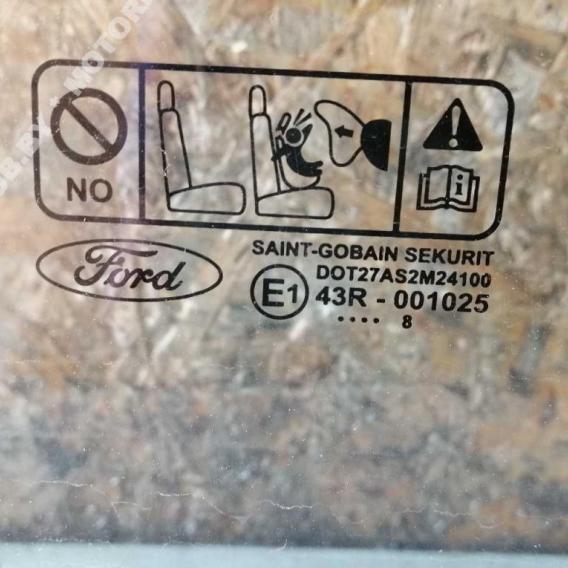 NO
Ford
SAINT-GOBAIN SEKURIT
DOT27AS2M24100
E1
43R - 001025
.... 8